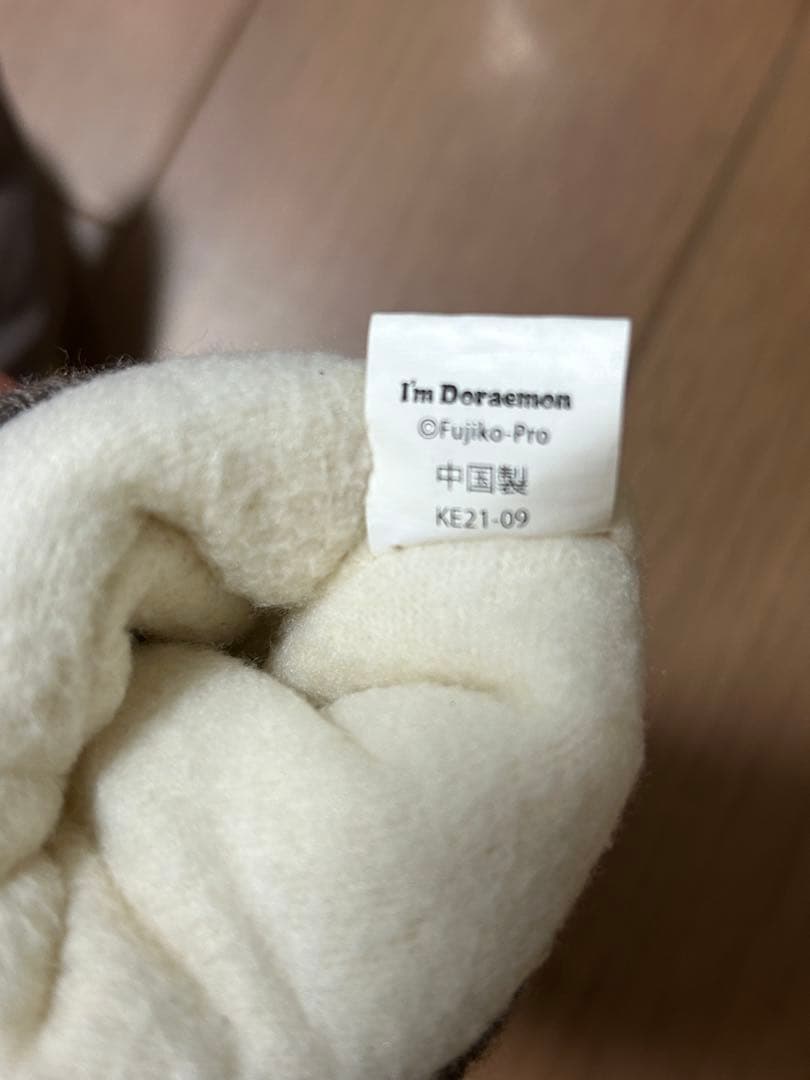 I'm Doraemon
©Fujiko-Pro
中国製
KE21-09